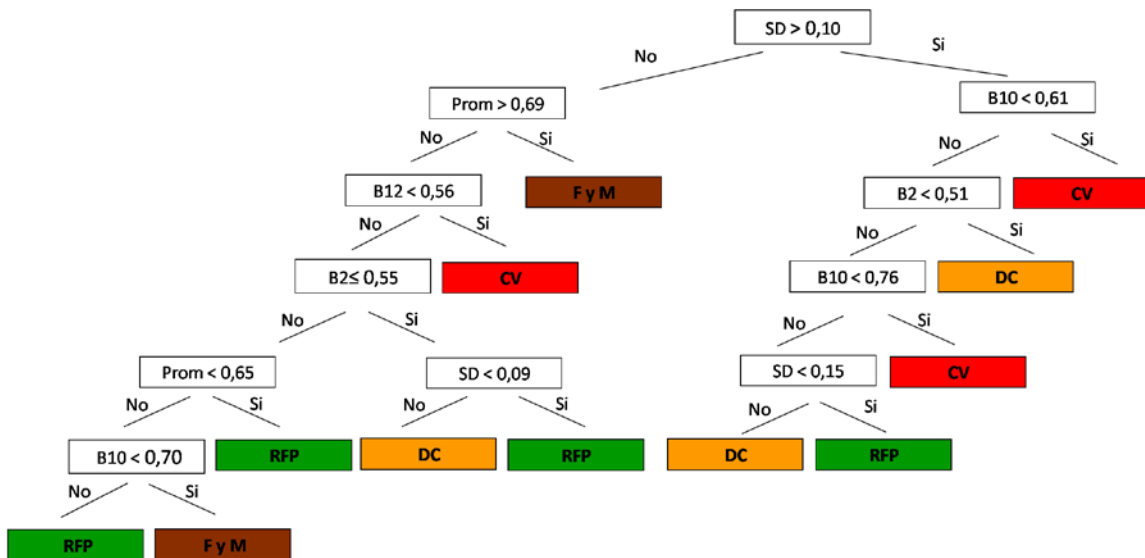 SD > 0,10
No
Si
Prom > 0,69
B10 < 0,61
No
Si
No
Si
B12 < 0,56
F y M
B2 < 0,51
CV
No
Si
No
Si
B2≤ 0,55
CV
B10 < 0,76
DC
No
Si
No
Si
Prom < 0,65
SD < 0,09
SD < 0,15
CV
No
Si
No
Si
No
Si
B10 < 0,70
RFP
DC
RFP
DC
RFP
No
Si
RFP
F y M